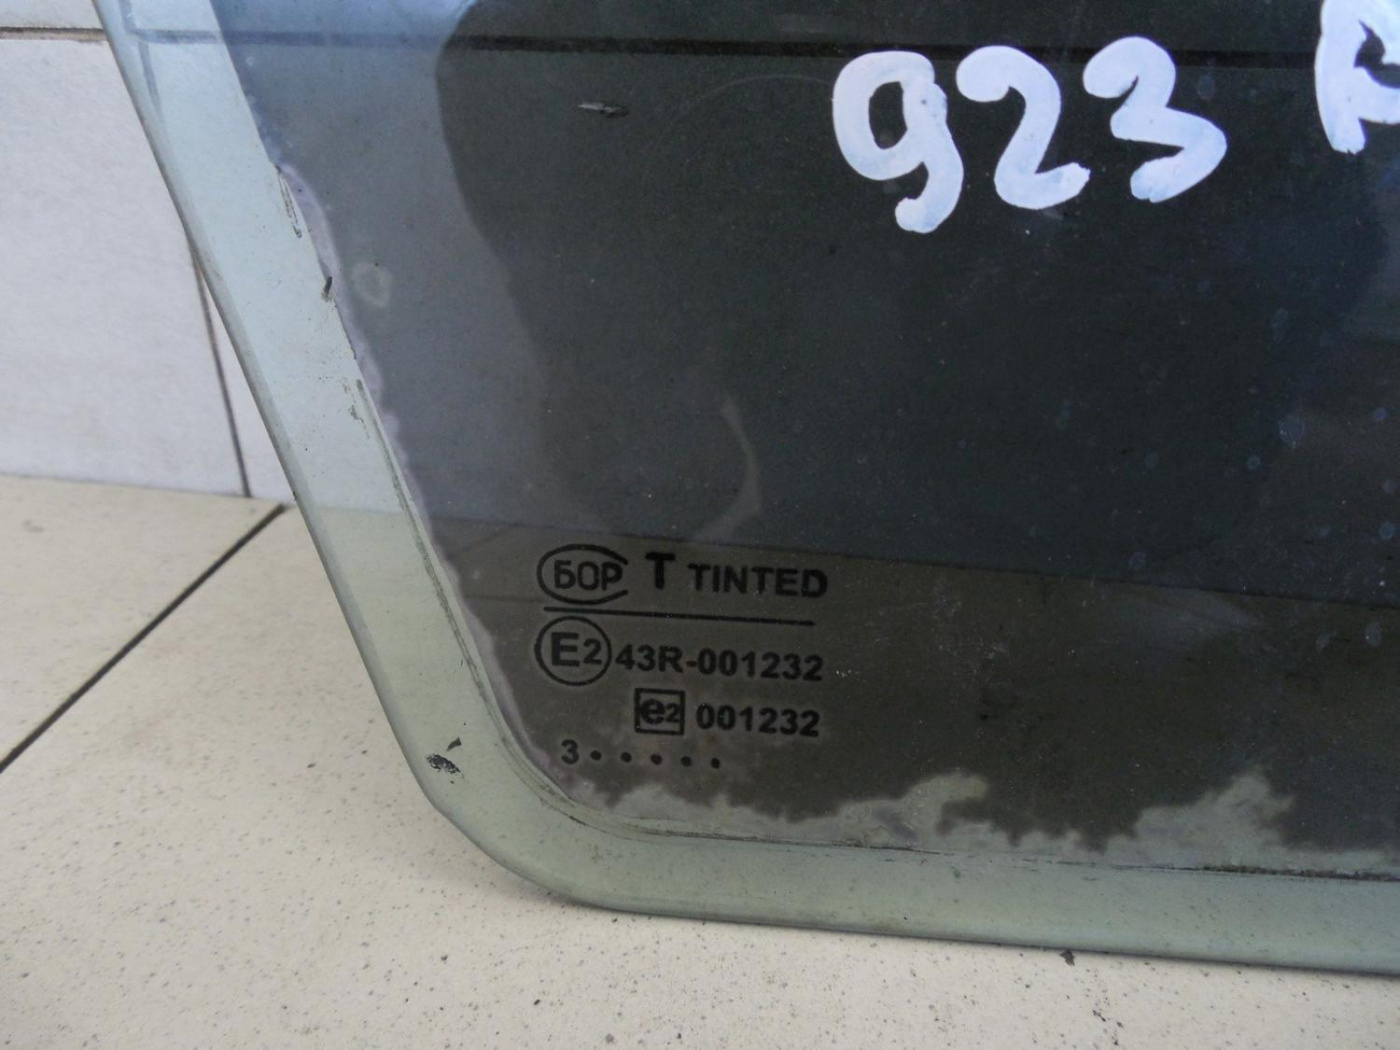 923
БОР T TINTED
E2 43R-001232
e2 001232
3 • • • • •